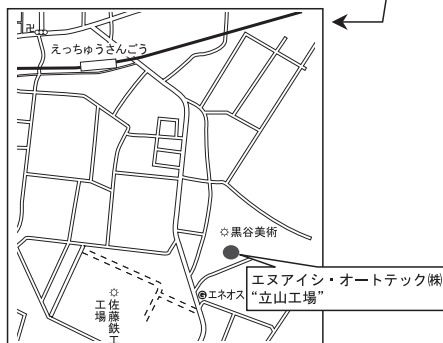 卍
えっちゅうさんごう
黒谷美術
エヌアイシ・オートテック㈱
“立山工場”
エネオス
佐藤鉄工
工場